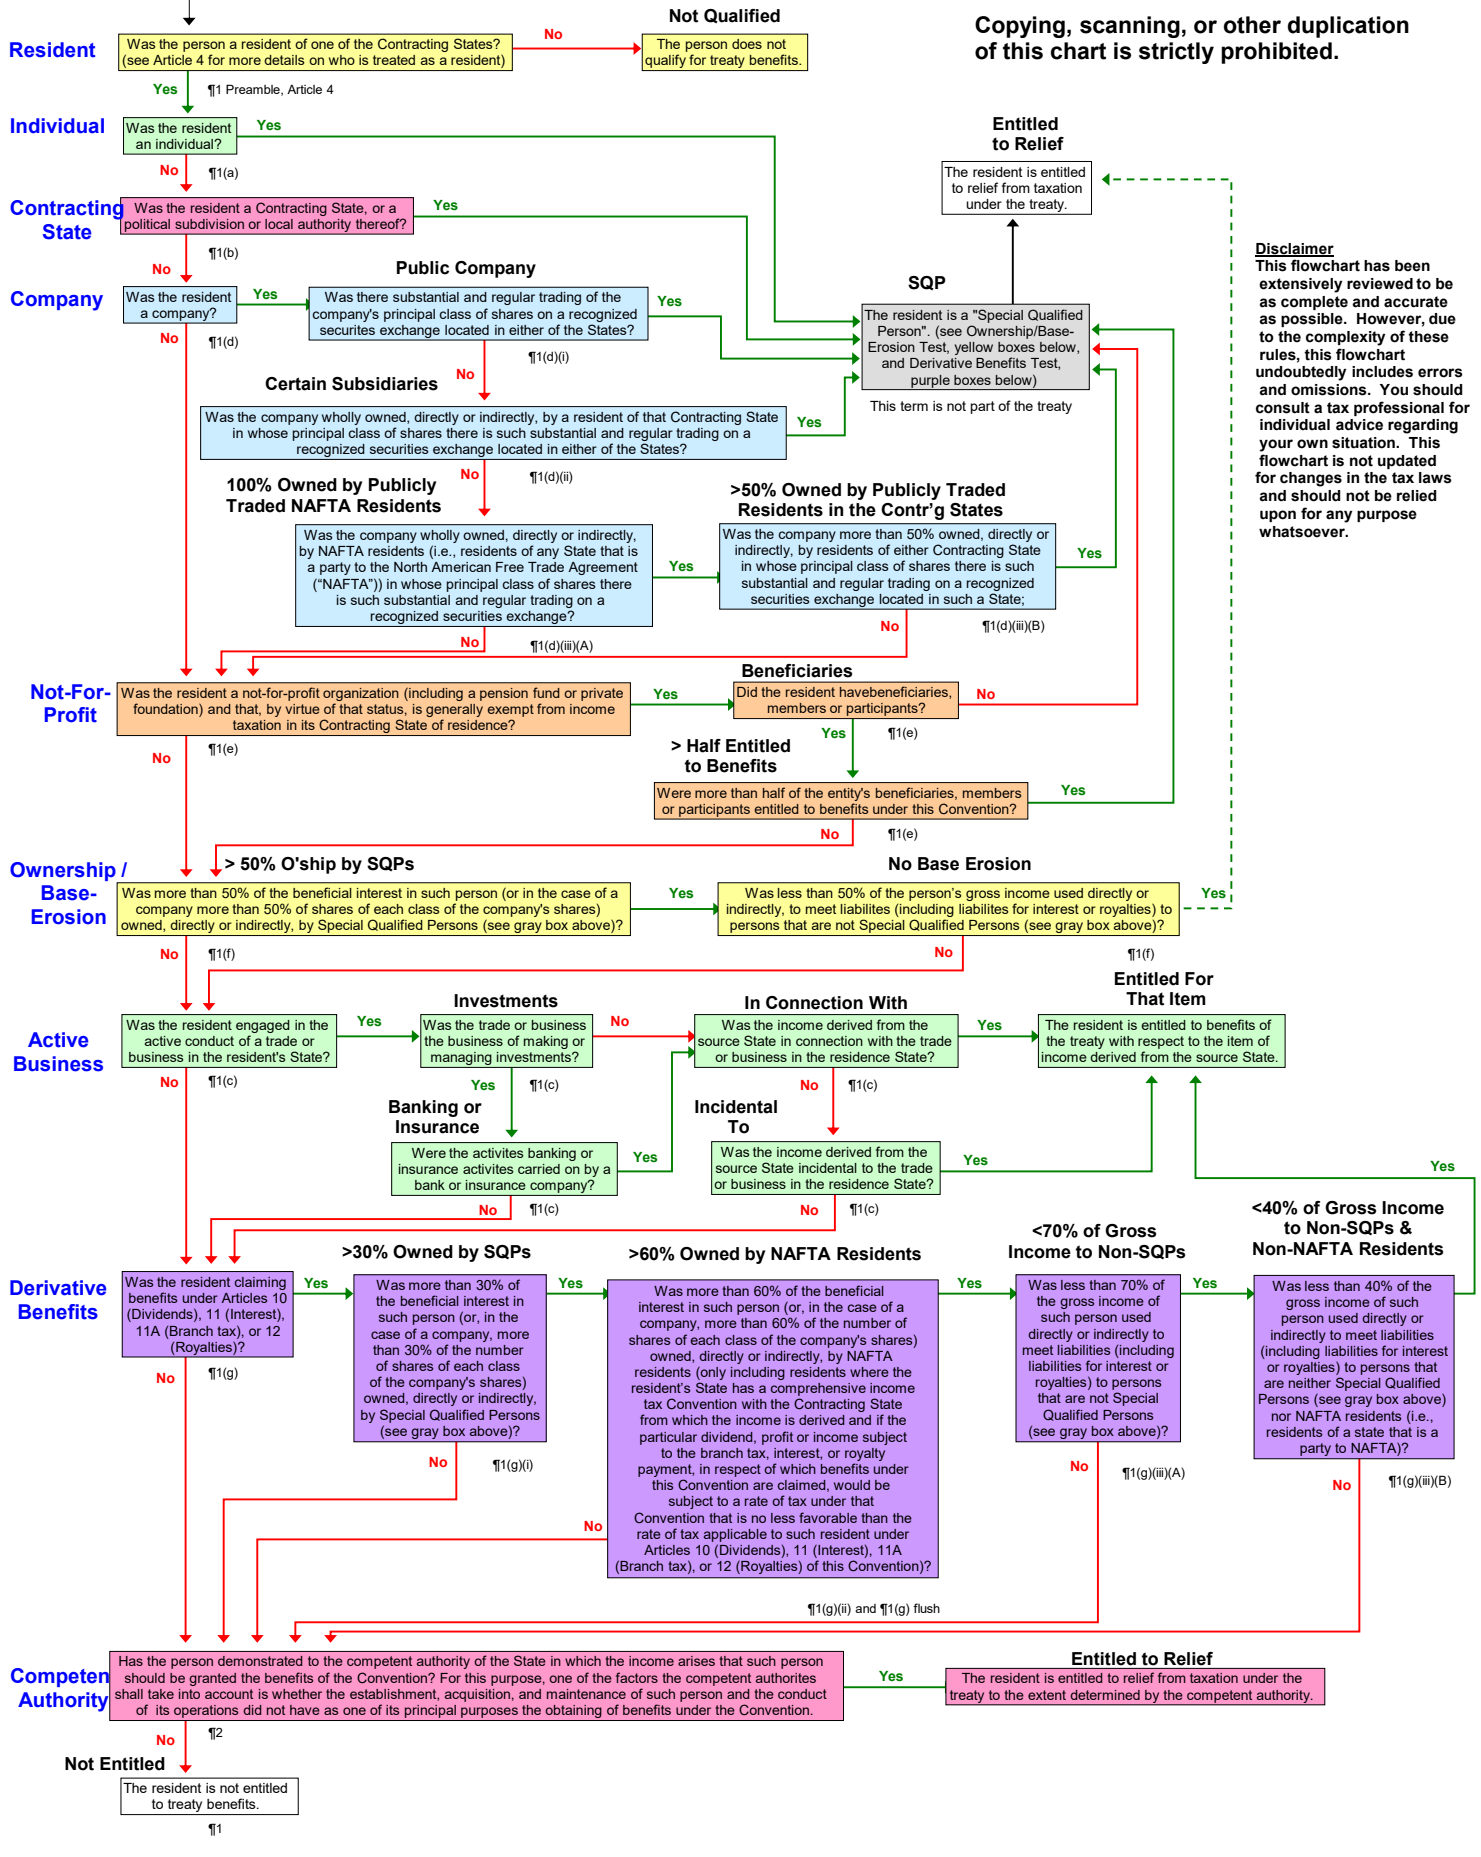 Not Qualified
Copying, scanning, or other duplication
of this chart is strictly prohibited.
Resident
Was the person a resident of one of the Contracting States?
(see Article 4 for more details on who is treated as a resident)
No
The person does not
qualify for treaty benefits.
Yes
¶1 Preamble, Article 4
Individual
Was the resident
an individual?
Yes
No
¶1(a)
Entitled
to Relief
The resident is entitled
to relief from taxation
under the treaty.
Contracting
State
Was the resident a Contracting State, or a
political subdivision or local authority thereof?
Yes
¶1(b)
No
Company
Was the resident
a company?
Yes
No
¶1(d)
Public Company
Was there substantial and regular trading of the
company's principal class of shares on a recognized
securites exchange located in either of the States?
Yes
No
¶1(d)(i)
SQP
The resident is a "Special Qualified
Person". (see Ownership/Base-
Erosion Test, yellow boxes below,
and Derivative Benefits Test,
purple boxes below)
This term is not part of the treaty
Disclaimer
This flowchart has been
extensively reviewed to be
as complete and accurate
as possible. However, due
to the complexity of these
rules, this flowchart
undoubtedly includes errors
and omissions. You should
consult a tax professional for
individual advice regarding
your own situation. This
flowchart is not updated
for changes in the tax laws
and should not be relied
upon for any purpose
whatsoever.
Certain Subsidiaries
Was the company wholly owned, directly or indirectly, by a resident of that Contracting State
in whose principal class of shares there is such substantial and regular trading on a
recognized securities exchange located in either of the States?
Yes
No
¶1(d)(ii)
100% Owned by Publicly
Traded NAFTA Residents
Was the company wholly owned, directly or indirectly,
by NAFTA residents (i.e., residents of any State that is
a party to the North American Free Trade Agreement
(“NAFTA”)) in whose principal class of shares there
is such substantial and regular trading on a
recognized securities exchange?
Yes
No
¶1(d)(iii)(A)
>50% Owned by Publicly Traded
Residents in the Contr'g States
Was the company more than 50% owned, directly or
indirectly, by residents of either Contracting State
in whose principal class of shares there is such
substantial and regular trading on a recognized
securities exchange located in such a State;
Yes
No
¶1(d)(iii)(B)
Not-For-
Profit
Was the resident a not-for-profit organization (including a pension fund or private
foundation) and that, by virtue of that status, is generally exempt from income
taxation in its Contracting State of residence?
Yes
No
¶1(e)
Beneficiaries
Did the resident havebeneficiaries,
members or participants?
No
Yes
¶1(e)
> Half Entitled
to Benefits
Were more than half of the entity's beneficiaries, members
or participants entitled to benefits under this Convention?
Yes
No
¶1(e)
Ownership /
Base-
Erosion
> 50% O'ship by SQPs
Was more than 50% of the beneficial interest in such person (or in the case of a
company more than 50% of shares of each class of the company's shares)
owned, directly or indirectly, by Special Qualified Persons (see gray box above)?
Yes
No
¶1(f)
No Base Erosion
Was less than 50% of the person’s gross income used directly or
indirectly, to meet liabilites (including liabilites for interest or royalties) to
persons that are not Special Qualified Persons (see gray box above)?
Yes
No
¶1(f)
Active
Business
Was the resident engaged in the
active conduct of a trade or
business in the resident's State?
Yes
No
¶1(c)
Investments
Was the trade or business
the business of making or
managing investments?
No
Yes
¶1(c)
In Connection With
Was the income derived from the
source State in connection with the trade
or business in the residence State?
Yes
No
¶1(c)
Entitled For
That Item
The resident is entitled to benefits of
the treaty with respect to the item of
income derived from the source State.
Banking or
Insurance
Were the activites banking or
insurance activites carried on by a
bank or insurance company?
Yes
No
¶1(c)
Incidental
To
Was the income derived from the
source State incidental to the trade
or business in the residence State?
Yes
No
¶1(c)
Yes
Derivative
Benefits
Was the resident claiming
benefits under Articles 10
(Dividends), 11 (Interest),
11A (Branch tax), or 12
(Royalties)?
Yes
No
¶1(g)
>30% Owned by SQPs
Was more than 30% of
the beneficial interest in
such person (or, in the
case of a company, more
than 30% of the number
of shares of each class
of the company's shares)
owned, directly or indirectly,
by Special Qualified Persons
(see gray box above)?
Yes
No
¶1(g)(i)
>60% Owned by NAFTA Residents
Was more than 60% of the beneficial
interest in such person (or, in the case of a
company, more than 60% of the number of
shares of each class of the company's shares)
owned, directly or indirectly, by NAFTA
residents (only including residents where the
resident’s State has a comprehensive income
tax Convention with the Contracting State
from which the income is derived and if the
particular dividend, profit or income subject
to the branch tax, interest, or royalty
payment, in respect of which benefits under
this Convention are claimed, would be
subject to a rate of tax under that
Convention that is no less favorable than the
rate of tax applicable to such resident under
Articles 10 (Dividends), 11 (Interest), 11A
(Branch tax), or 12 (Royalties) of this Convention)?
Yes
No
¶1(g)(ii) and ¶1(g) flush
<70% of Gross
Income to Non-SQPs
Was less than 70% of
the gross income of
such person used
directly or indirectly to
meet liabilities (including
liabilities for interest or
royalties) to persons
that are not Special
Qualified Persons
(see gray box above)?
Yes
No
¶1(g)(iii)(A)
<40% of Gross Income
to Non-SQPs &
Non-NAFTA Residents
Was less than 40% of the
gross income of such
person used directly or
indirectly to meet liabilities
(including liabilities for interest
or royalties) to persons that
are neither Special Qualified
Persons (see gray box above)
nor NAFTA residents (i.e.,
residents of a state that is a
party to NAFTA)?
No
¶1(g)(iii)(B)
Competen
Authority
Has the person demonstrated to the competent authority of the State in which the income arises that such person
should be granted the benefits of the Convention? For this purpose, one of the factors the competent authorites
shall take into account is whether the establishment, acquisition, and maintenance of such person and the conduct
of its operations did not have as one of its principal purposes the obtaining of benefits under the Convention.
Yes
No
¶2
Entitled to Relief
The resident is entitled to relief from taxation under the
treaty to the extent determined by the competent authority.
Not Entitled
The resident is not entitled
to treaty benefits.
¶1